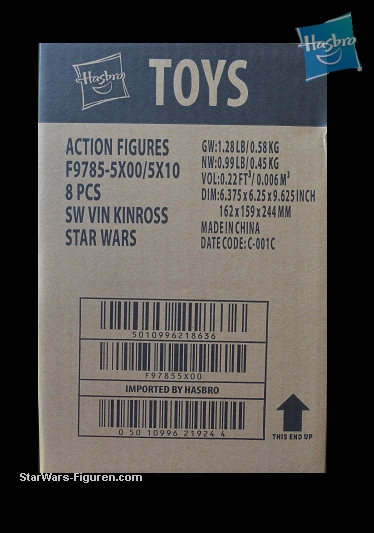 Hasbro
Hasbro
TOYS
ACTION FIGURES
F9785-5X00/5X10
8 PCS
SW VIN KINROSS
STAR WARS
GW:1.28 LB/0.58 KG
NW:0.99 LB/0.45 KG
VOL:0.22 FT³/0.006 M³
DIM:6.375 x 6.25 x 9.625 INCH
162 x 159 x 244 MM
MADE IN CHINA
DATE CODE: C-001C
5010996218636
F97855X00
IMPORTED BY HASBRO
0 50 10996 21924 4
THIS END UP
StarWars-Figuren.com